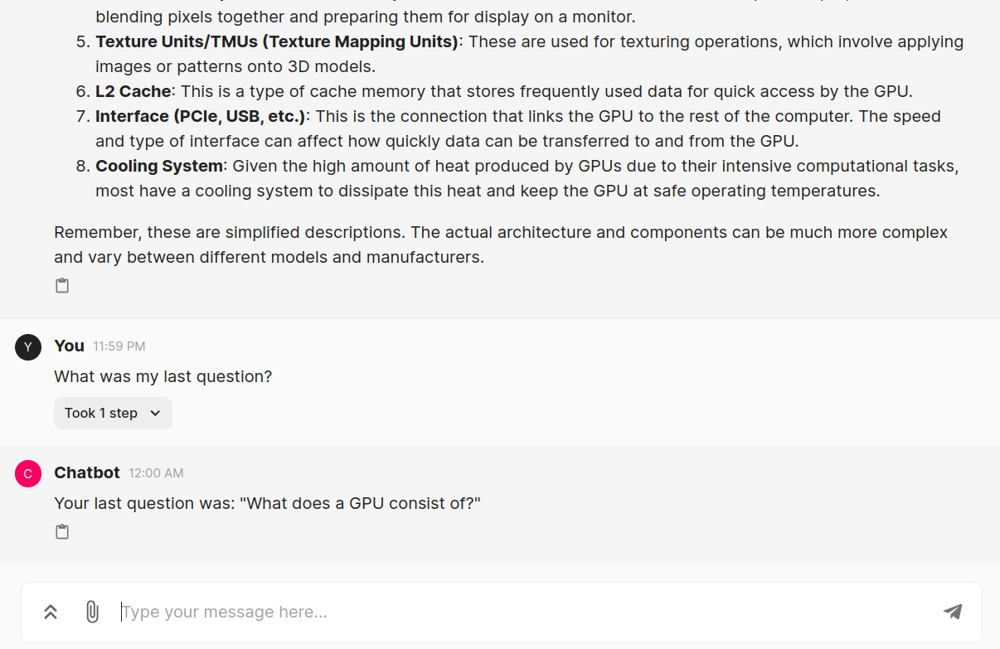 blending pixels together and preparing them for display on a monitor.
5. Texture Units/TMUs (Texture Mapping Units): These are used for texturing operations, which involve applying
images or patterns onto 3D models.
6. L2 Cache: This is a type of cache memory that stores frequently used data for quick access by the GPU.
7. Interface (PCIe, USB, etc.): This is the connection that links the GPU to the rest of the computer. The speed
and type of interface can affect how quickly data can be transferred to and from the GPU.
8. Cooling System: Given the high amount of heat produced by GPUs due to their intensive computational tasks,
most have a cooling system to dissipate this heat and keep the GPU at safe operating temperatures.
Remember, these are simplified descriptions. The actual architecture and components can be much more complex
and vary between different models and manufacturers.
Y You 11:59 PM
What was my last question?
Took 1 step
C Chatbot 12:00 AM
Your last question was: "What does a GPU consist of?"
Type your message here...